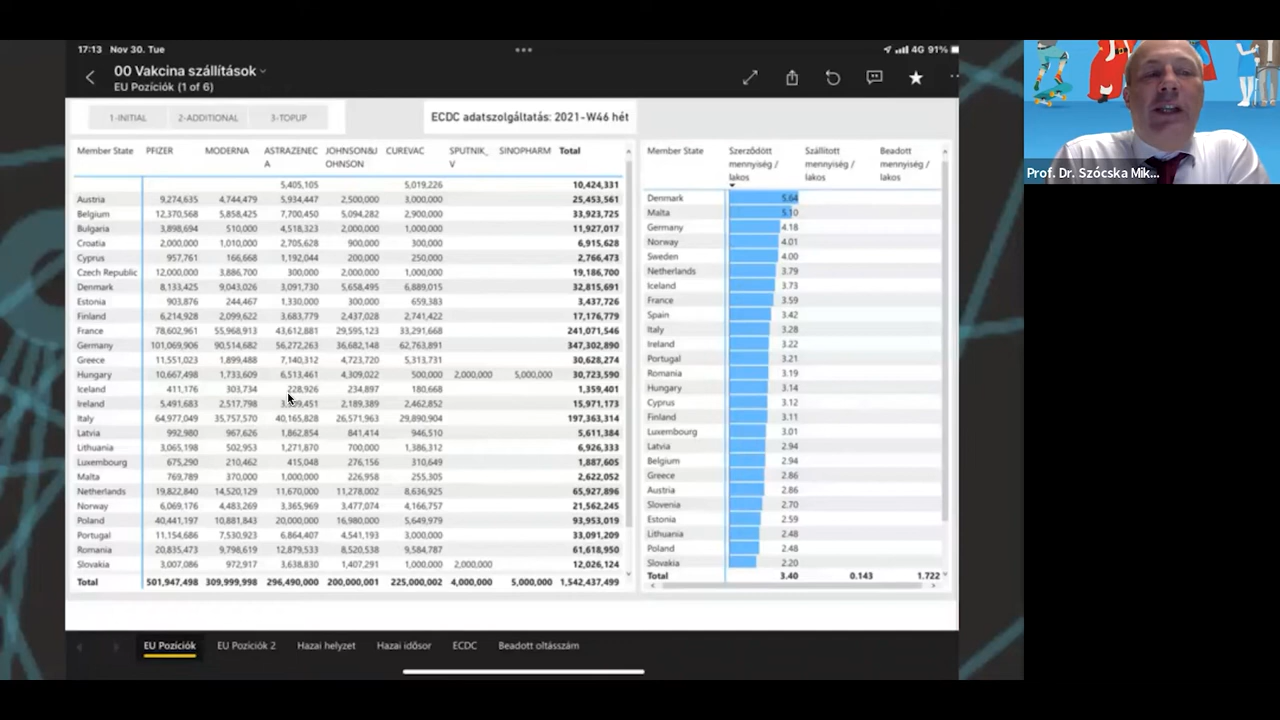 17:13 Nov 30. Tue
4G 91%
00 Vakcina szállítások
EU Pozíciók (1 of 6)
1-INITIAL 2-ADDITIONAL 3-TOPUP
ECDC adatszolgáltatás: 2021-W46 hét
Member State PFIZER MODERNA ASTRAZENEC A JOHNSON&J OHNSON CUREVAC SPUTNIK_ V SINOPHARM Total
5,405,105 5,019,226 10,424,331
Austria 9,274,635 4,744,479 5,934,447 2,500,000 3,000,000 25,453,561
Belgium 12,370,568 5,858,425 7,700,450 5,094,282 2,900,000 33,923,725
Bulgaria 3,898,694 510,000 4,518,323 2,000,000 1,000,000 11,927,017
Croatia 2,000,000 1,010,000 2,705,628 900,000 300,000 6,915,628
Cyprus 957,761 166,668 1,192,044 200,000 250,000 2,766,473
Czech Republic 12,000,000 3,886,700 300,000 2,000,000 1,000,000 19,186,700
Denmark 8,133,425 9,043,026 3,091,730 5,658,495 6,889,015 32,815,691
Estonia 903,876 244,467 1,330,000 300,000 659,383 3,437,726
Finland 6,214,928 2,099,622 3,683,779 2,437,028 2,741,422 17,176,779
France 78,602,961 55,968,913 43,612,881 29,595,123 33,291,668 241,071,546
Germany 101,069,906 90,514,682 56,272,263 36,682,148 62,763,891 347,302,890
Greece 11,551,023 1,899,488 7,140,312 4,723,720 5,313,731 30,628,274
Hungary 10,667,498 1,733,609 6,513,461 4,309,022 500,000 2,000,000 5,000,000 30,723,590
Iceland 411,176 303,734 228,926 234,897 180,668 1,359,401
Ireland 5,491,683 2,517,798 2,189,389 2,462,852 15,971,173
Italy 64,977,049 35,757,570 40,165,828 26,571,963 29,890,904 197,363,314
Latvia 992,980 967,626 1,862,854 841,414 946,510 5,611,384
Lithuania 3,065,198 502,953 1,271,870 700,000 1,386,312 6,926,333
Luxembourg 675,290 210,462 415,048 276,156 310,649 1,887,605
Malta 769,789 370,000 1,000,000 226,958 255,305 2,622,052
Netherlands 19,822,840 14,520,129 11,670,000 11,278,002 8,636,925 65,927,896
Norway 6,069,176 4,483,269 3,365,969 3,477,074 4,166,757 21,562,245
Poland 40,441,197 10,881,843 20,000,000 16,980,000 5,649,979 93,953,019
Portugal 11,154,686 7,530,923 6,864,407 4,541,193 3,000,000 33,091,209
Romania 20,835,473 9,798,619 12,879,533 8,520,538 9,584,787 61,618,950
Slovakia 3,007,086 972,917 3,638,830 1,407,291 1,000,000 2,000,000 12,026,124
Total 501,947,498 309,999,998 296,490,000 200,000,001 225,000,002 4,000,000 5,000,000 1,542,437,499
Member State Szerződött mennyiség / lakos Szállított mennyiség / lakos Beadott mennyiség / lakos
Denmark 5.64
Malta 5.10
Germany 4.18
Norway 4.01
Sweden 4.00
Netherlands 3.79
Iceland 3.73
France 3.59
Spain 3.42
Italy 3.28
Ireland 3.22
Portugal 3.21
Romania 3.19
Hungary 3.14
Cyprus 3.12
Finland 3.11
Luxembourg 3.01
Latvia 2.94
Belgium 2.94
Greece 2.86
Austria 2.86
Slovenia 2.70
Estonia 2.59
Lithuania 2.48
Poland 2.48
Slovakia 2.20
Total 3.40 0.143 1.722
EU Pozíciók EU Pozíciók 2 Hazai helyzet Hazai idősor ECDC Beadott oltásszám
Prof. Dr. Szócska Mik...